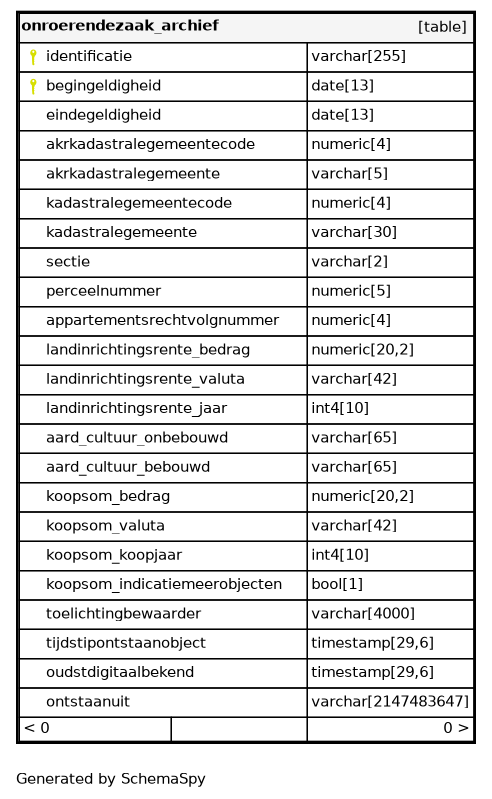 onroerendezaak_archief [table]
identificatie varchar[255]
begingeldigheid date[13]
eindegeldigheid date[13]
akrkadastralegemeentecode numeric[4]
akrkadastralegemeente varchar[5]
kadastralegemeentecode numeric[4]
kadastralegemeente varchar[30]
sectie varchar[2]
perceelnummer numeric[5]
appartementsrechtvolgnummer numeric[4]
landinrichtingsrente_bedrag numeric[20,2]
landinrichtingsrente_valuta varchar[42]
landinrichtingsrente_jaar int4[10]
aard_cultuur_onbebouwd varchar[65]
aard_cultuur_bebouwd varchar[65]
koopsom_bedrag numeric[20,2]
koopsom_valuta varchar[42]
koopsom_koopjaar int4[10]
koopsom_indicatiemeerobjecten bool[1]
toelichtingbewaarder varchar[4000]
tijdstipontstaanobject timestamp[29,6]
oudstdigitaalbekend timestamp[29,6]
ontstaanuit varchar[2147483647]
< 0 0 >
Generated by SchemaSpy